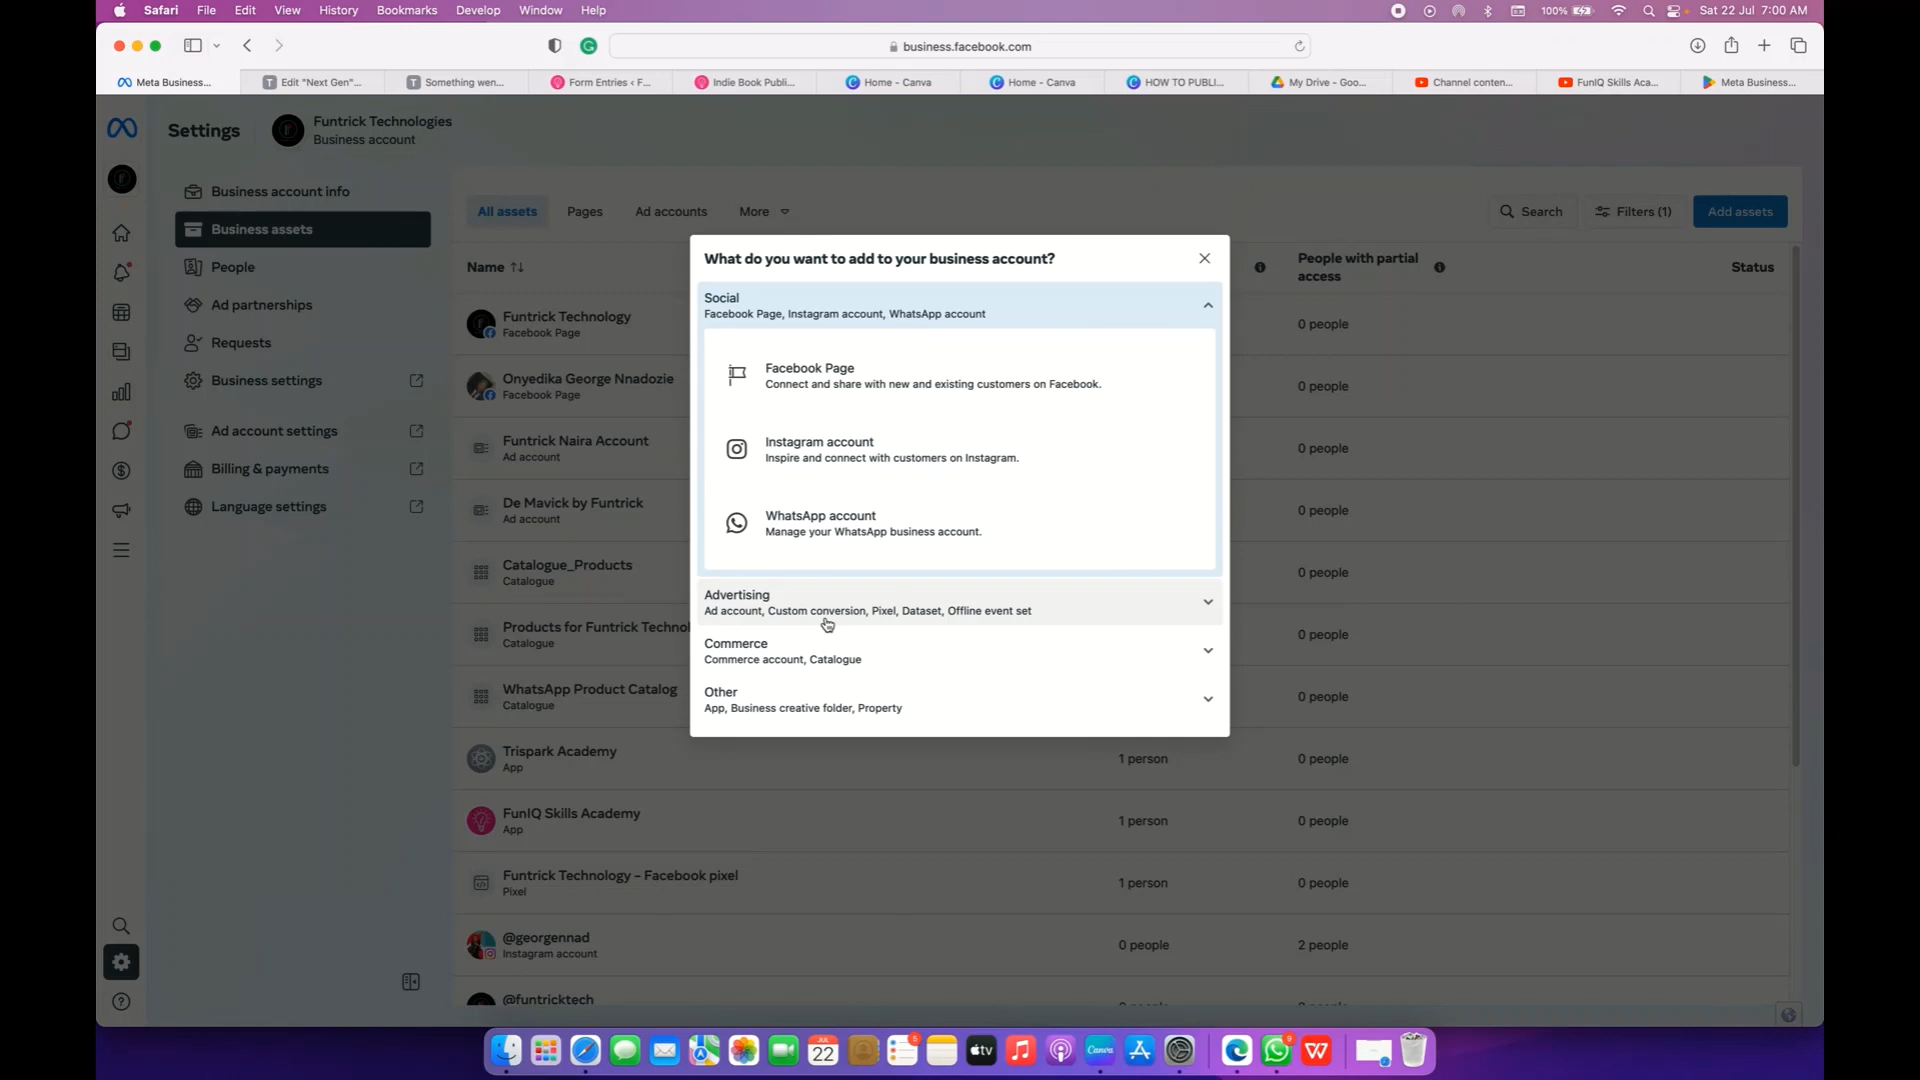 Safari File Edit View History Bookmarks Develop Window Help
100% Sat 22 Jul 7:00 AM
business.facebook.com
Meta Business...
Edit "Next Gen"...
Something wen...
Form Entries ‹ F...
Indie Book Publi...
Home - Canva
Home - Canva
HOW TO PUBLI...
My Drive - Goo...
Channel conten...
FunIQ Skills Aca...
Meta Business...
Settings
Funtrick Technologies
Business account
Business account info
Business assets
People
Ad partnerships
Requests
Business settings
Ad account settings
Billing & payments
Language settings
All assets Pages Ad accounts More
Search Filters (1) Add assets
Name
People with partial
access
Status
Funtrick Technology
Facebook Page
0 people
Onyedika George Nnadozie
Facebook Page
0 people
Funtrick Naira Account
Ad account
0 people
De Mavick by Funtrick
Ad account
0 people
Catalogue_Products
Catalogue
0 people
Products for Funtrick Technol
Catalogue
0 people
WhatsApp Product Catalog
Catalogue
0 people
Trispark Academy
App
1 person 0 people
FunIQ Skills Academy
App
1 person 0 people
Funtrick Technology – Facebook pixel
Pixel
1 person 0 people
@georgennad
Instagram account
0 people 2 people
@funtricktech
What do you want to add to your business account?
Social
Facebook Page, Instagram account, WhatsApp account
Facebook Page
Connect and share with new and existing customers on Facebook.
Instagram account
Inspire and connect with customers on Instagram.
WhatsApp account
Manage your WhatsApp business account.
Advertising
Ad account, Custom conversion, Pixel, Dataset, Offline event set
Commerce
Commerce account, Catalogue
Other
App, Business creative folder, Property
JUL
22
5
tv
Canva
9
W